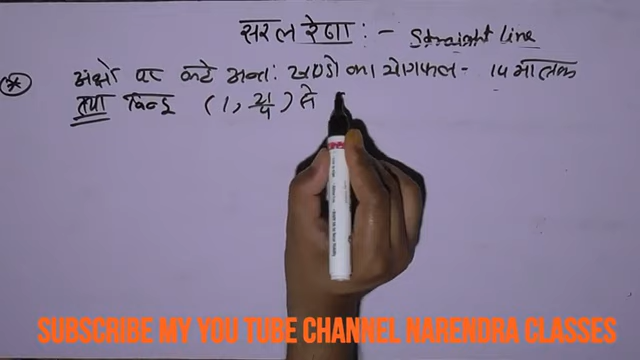 सरल रेखा :- Straight Line
* अक्षों पर कटे अन्त: खण्डो का योगफल - 14 मात्रक
तथा बिन्दु (1, 21/4) से
SUBSCRIBE MY YOU TUBE CHANNEL NARENDRA CLASSES